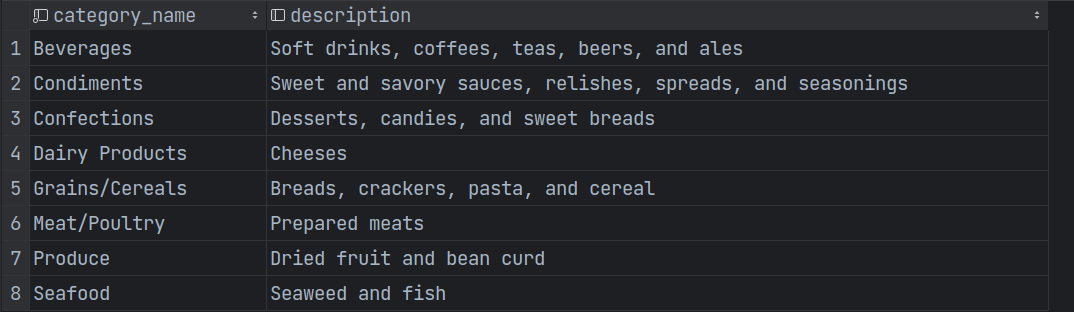 category_name description
1 Beverages Soft drinks, coffees, teas, beers, and ales
2 Condiments Sweet and savory sauces, relishes, spreads, and seasonings
3 Confections Desserts, candies, and sweet breads
4 Dairy Products Cheeses
5 Grains/Cereals Breads, crackers, pasta, and cereal
6 Meat/Poultry Prepared meats
7 Produce Dried fruit and bean curd
8 Seafood Seaweed and fish